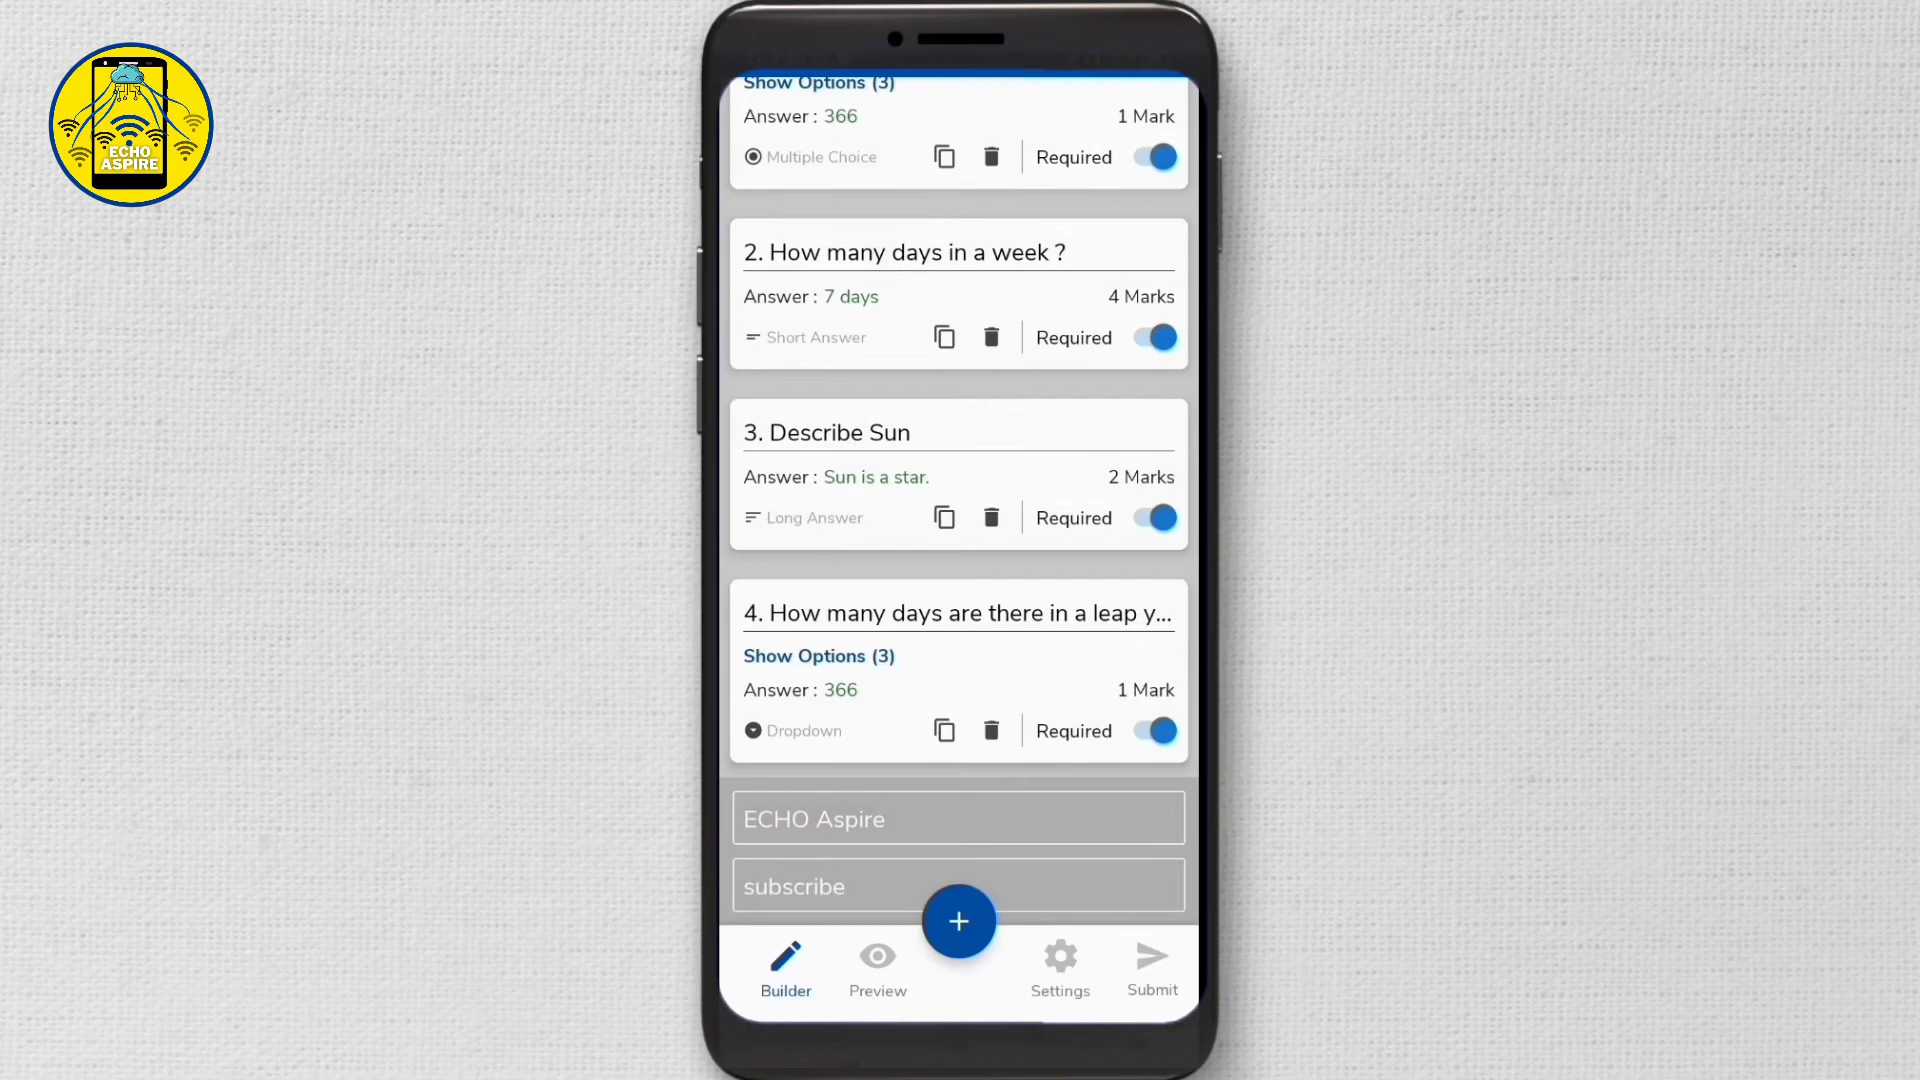 ECHO
ASPIRE
Show Options (3)
Answer : 366 1 Mark
Multiple Choice Required
2. How many days in a week ?
Answer : 7 days 4 Marks
Short Answer Required
3. Describe Sun
Answer : Sun is a star. 2 Marks
Long Answer Required
4. How many days are there in a leap y...
Show Options (3)
Answer : 366 1 Mark
Dropdown Required
ECHO Aspire
subscribe
+
Builder Preview Settings Submit